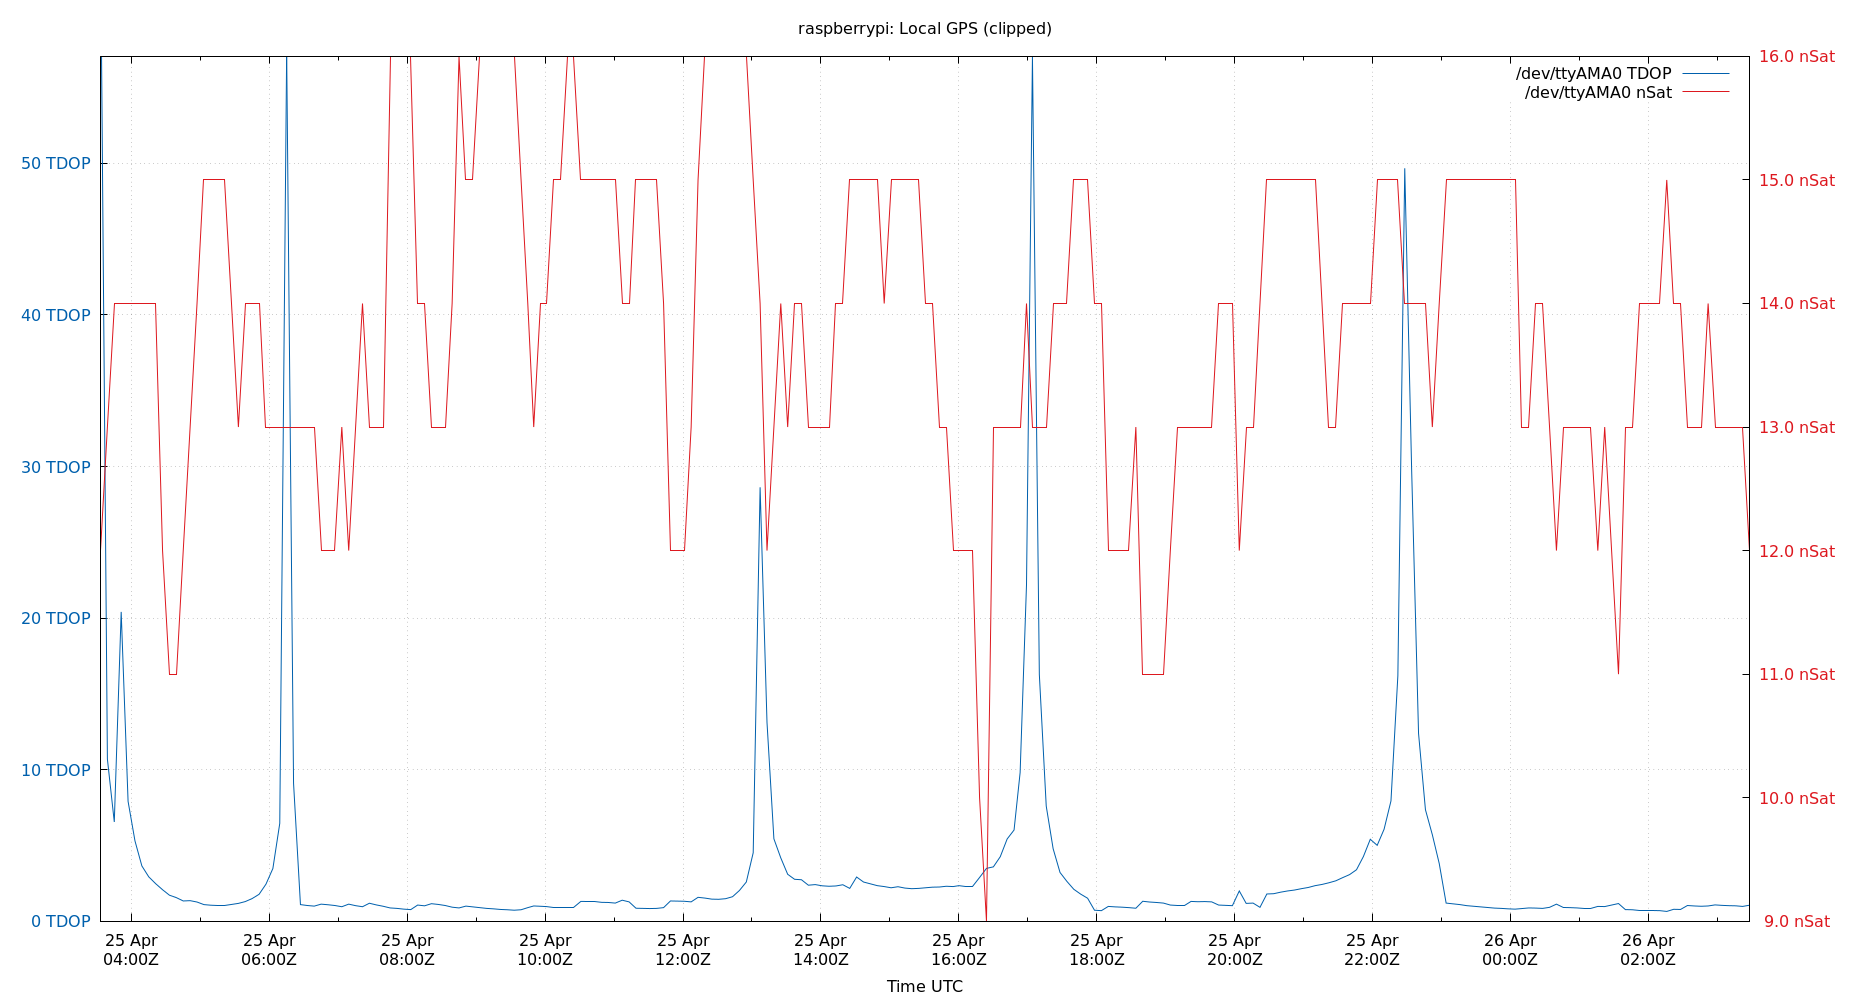 raspberrypi: Local GPS (clipped)
/dev/ttyAMA0 TDOP
/dev/ttyAMA0 nSat
50 TDOP
40 TDOP
30 TDOP
20 TDOP
10 TDOP
0 TDOP
16.0 nSat
15.0 nSat
14.0 nSat
13.0 nSat
12.0 nSat
11.0 nSat
10.0 nSat
9.0 nSat
25 Apr
04:00Z
25 Apr
06:00Z
25 Apr
08:00Z
25 Apr
10:00Z
25 Apr
12:00Z
25 Apr
14:00Z
25 Apr
16:00Z
25 Apr
18:00Z
25 Apr
20:00Z
25 Apr
22:00Z
26 Apr
00:00Z
26 Apr
02:00Z
Time UTC